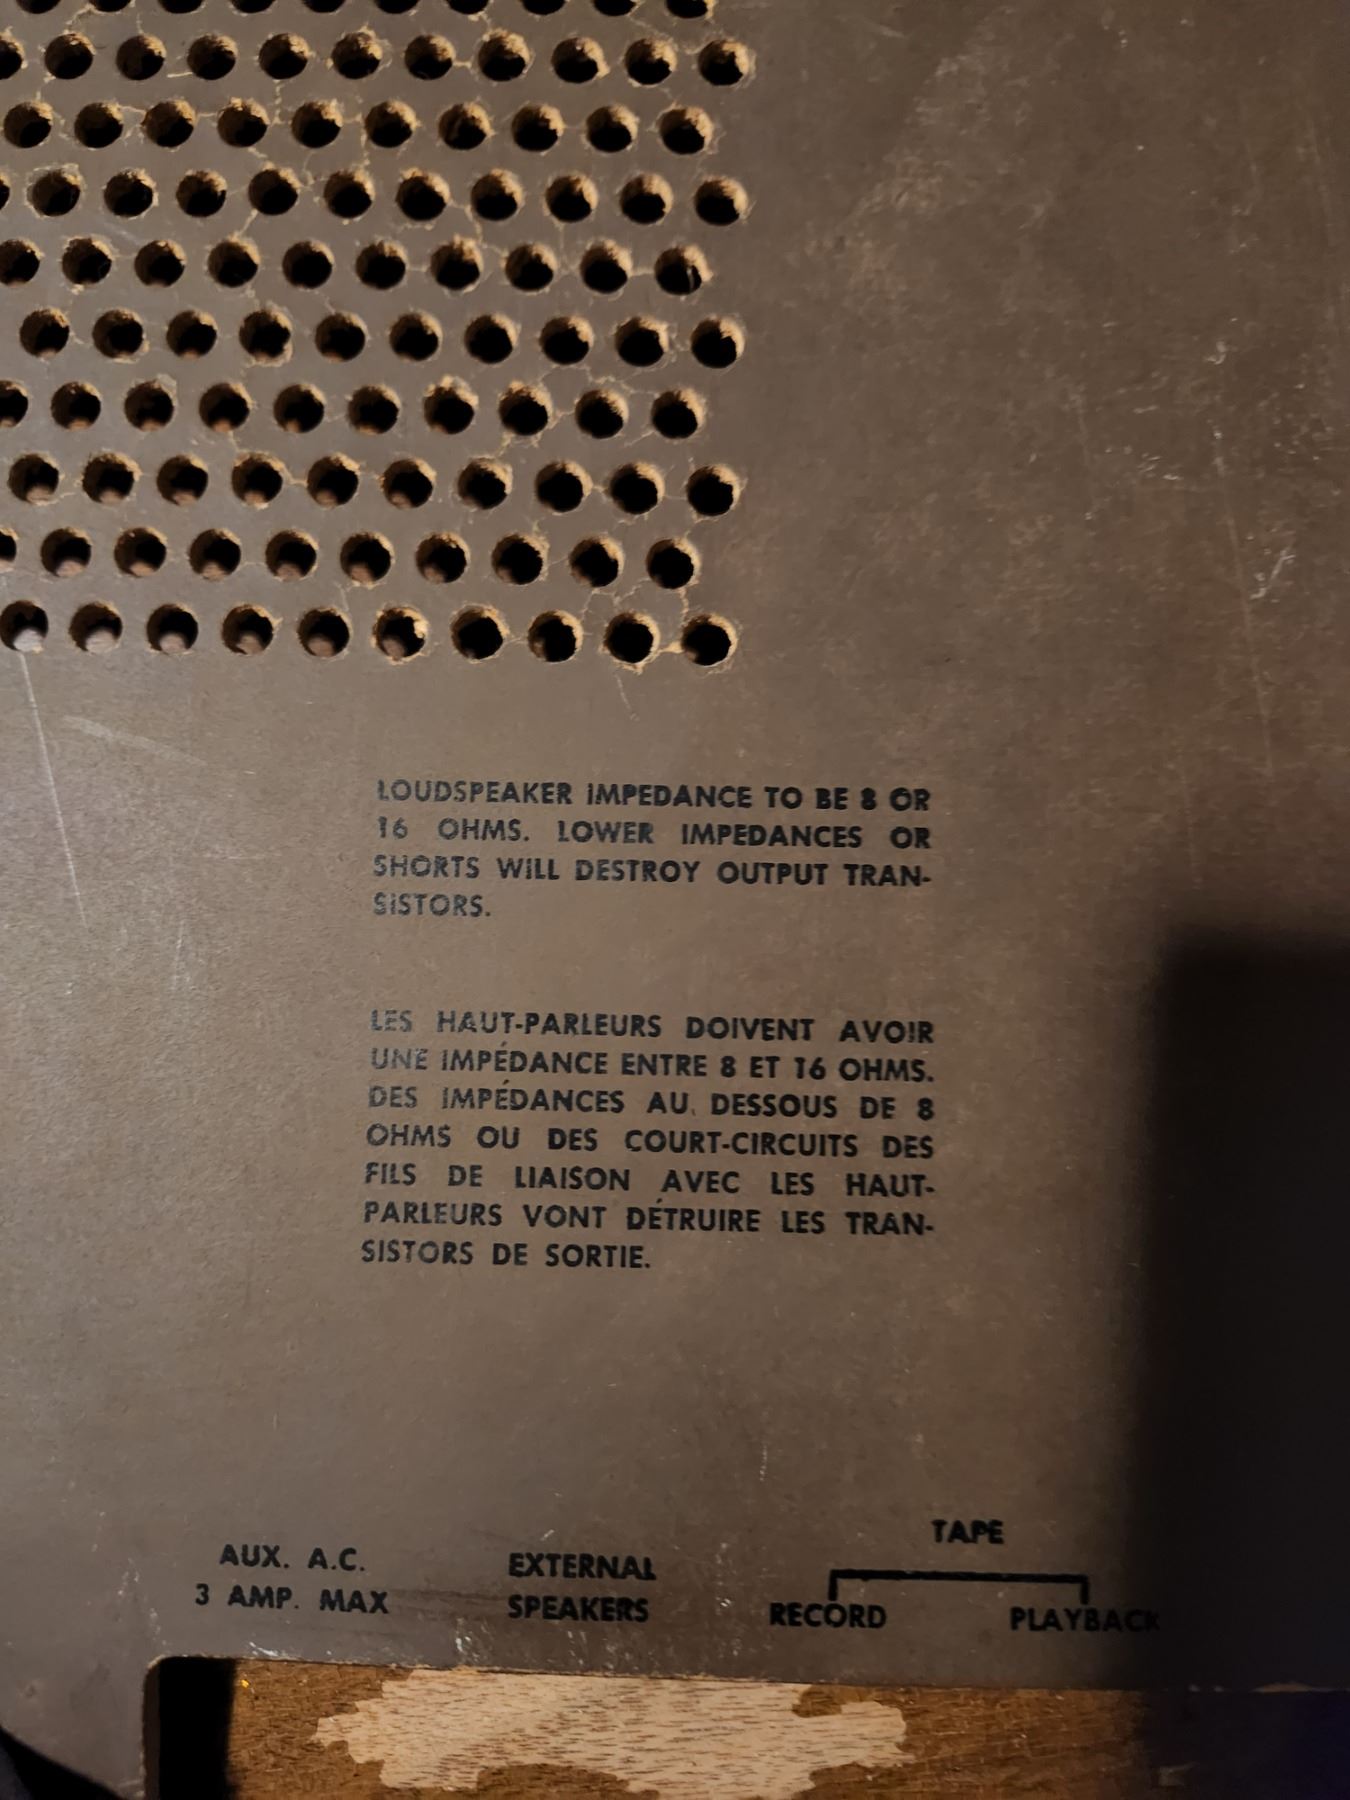 LOUDSPEAKER IMPEDANCE TO BE 8 OR
16 OHMS. LOWER IMPEDANCES OR
SHORTS WILL DESTROY OUTPUT TRAN-
SISTORS.
LES HAUT-PARLEURS DOIVENT AVOIR
UNE IMPÉDANCE ENTRE 8 ET 16 OHMS.
DES IMPÉDANCES AU. DESSOUS DE 8
OHMS OU DES COURT-CIRCUITS DES
FILS DE LIAISON AVEC LES HAUT-
PARLEURS VONT DÉTRUIRE LES TRAN-
SISTORS DE SORTIE.
AUX. A.C.
3 AMP. MAX
EXTERNAL
SPEAKERS
TAPE
RECORD PLAYBACK